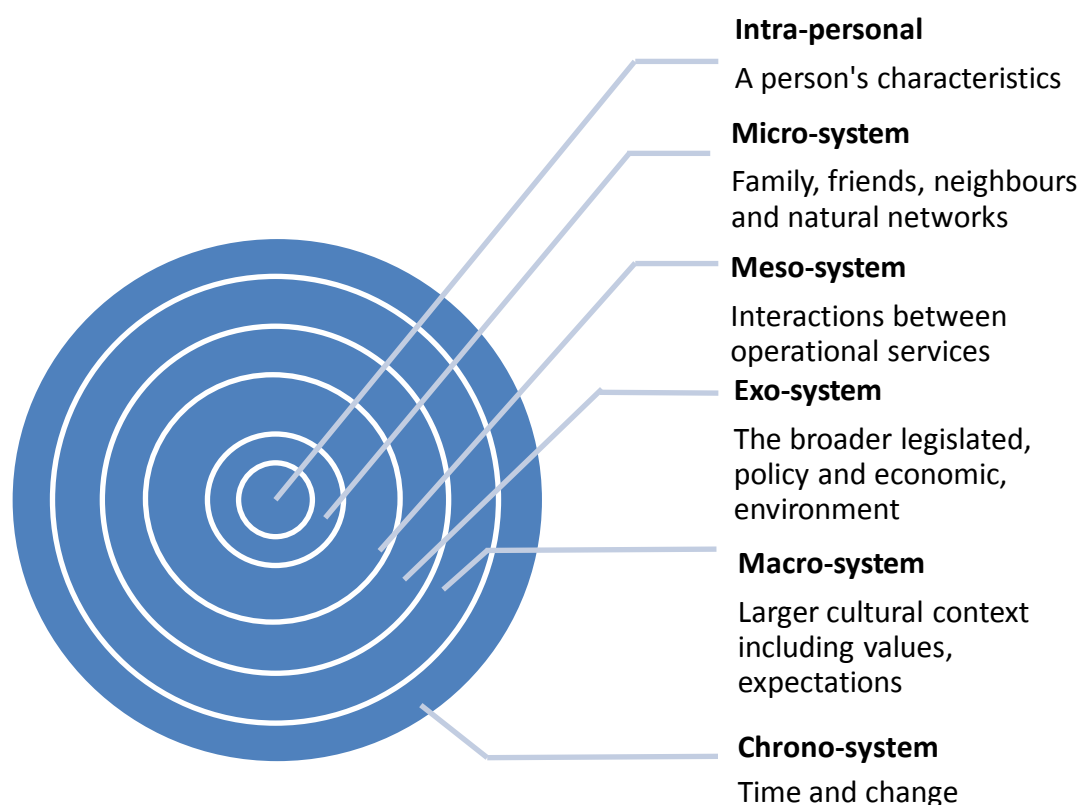 Intra-personal
A person's characteristics
Micro-system
Family, friends, neighbours
and natural networks
Meso-system
Interactions between
operational services
Exo-system
The broader legislated,
policy and economic,
environment
Macro-system
Larger cultural context
including values,
expectations
Chrono-system
Time and change